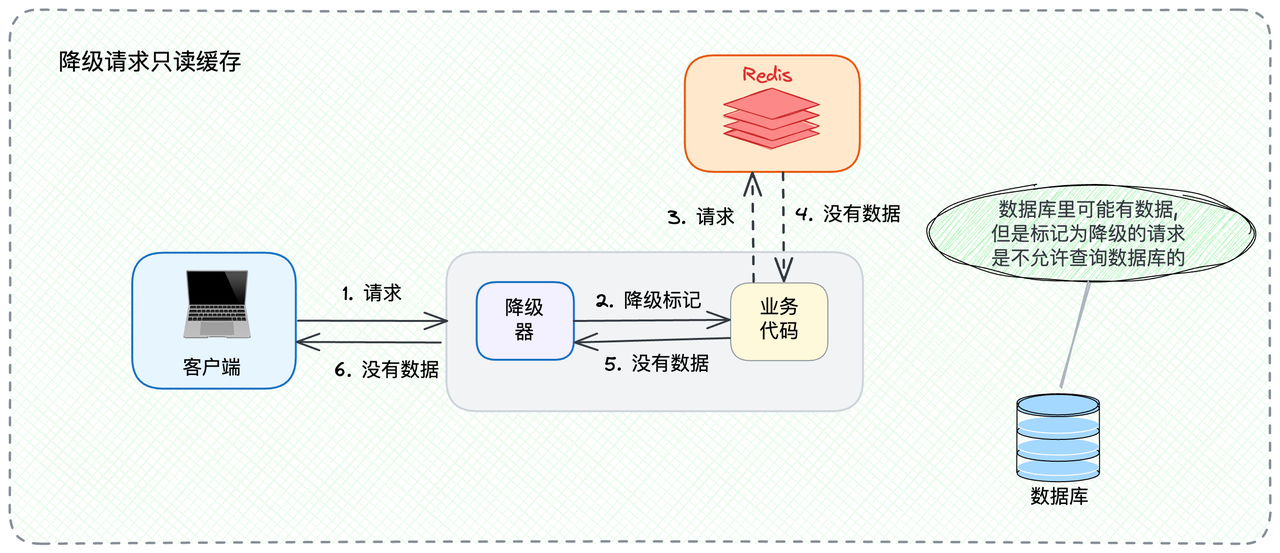 降级请求只读缓存
Redis
3. 请求
4. 没有数据
数据库里可能有数据,
但是标记为降级的请求
是不允许查询数据库的
客户端
1. 请求
6. 没有数据
降级
器
2. 降级标记
5. 没有数据
业务
代码
数据库